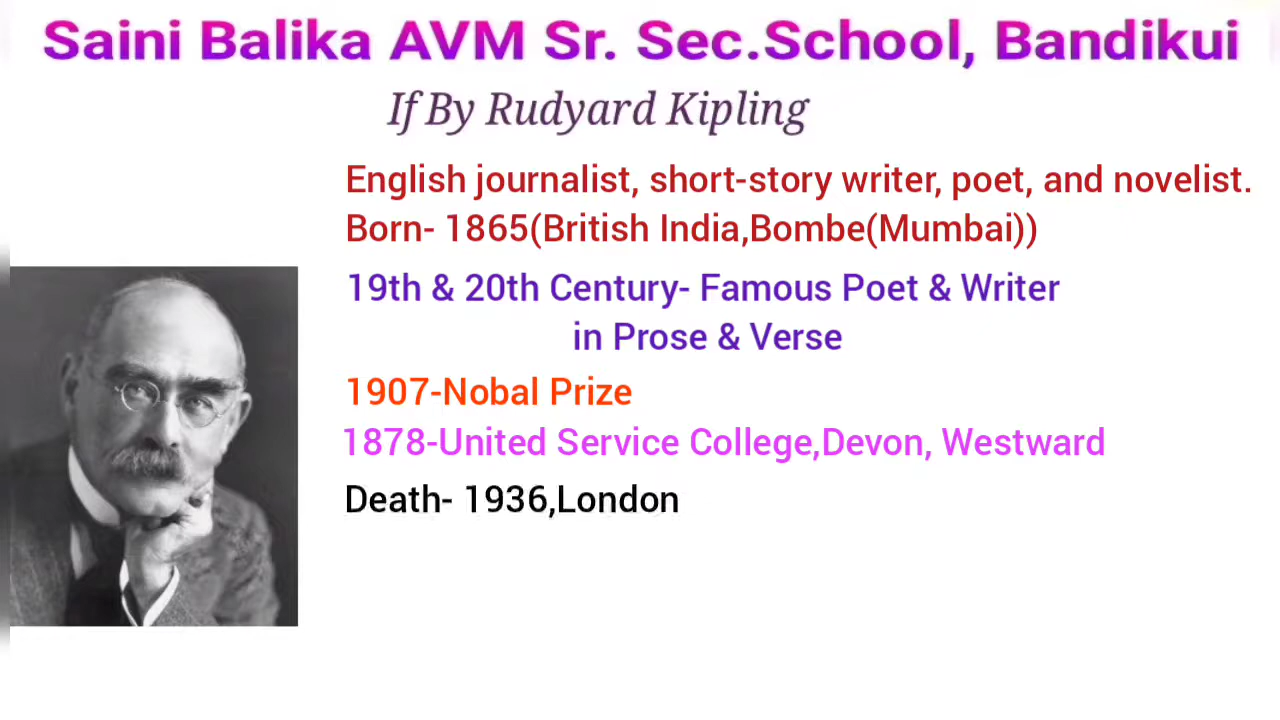 Saini Balika AVM Sr. Sec.School, Bandikui
If By Rudyard Kipling
English journalist, short-story writer, poet, and novelist.
Born- 1865(British India,Bombe(Mumbai))
19th & 20th Century- Famous Poet & Writer
in Prose & Verse
1907-Nobal Prize
1878-United Service College,Devon, Westward
Death- 1936,London